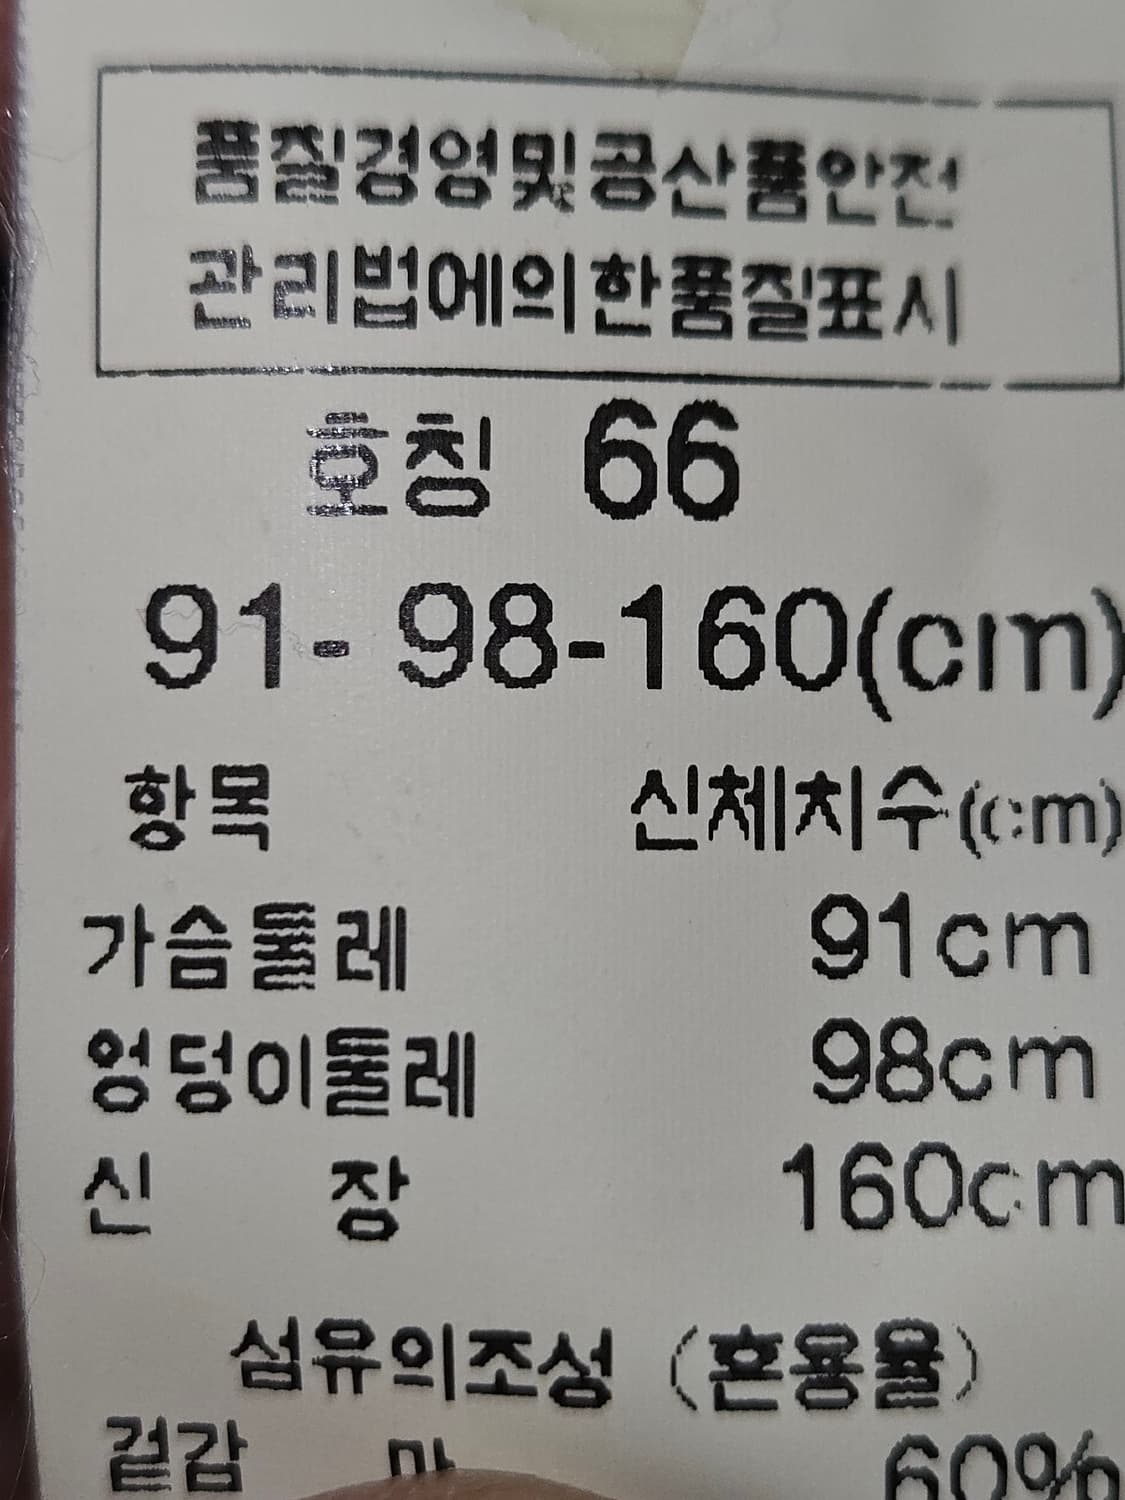 품질경영및공산품안전
관리법에의한품질표시
호칭 66
91- 98-160(cm)
항목 신체치수(cm)
가슴둘레 91cm
엉덩이둘레 98cm
신 장 160cm
섬유의조성 (혼용율)
겉감 마 60%